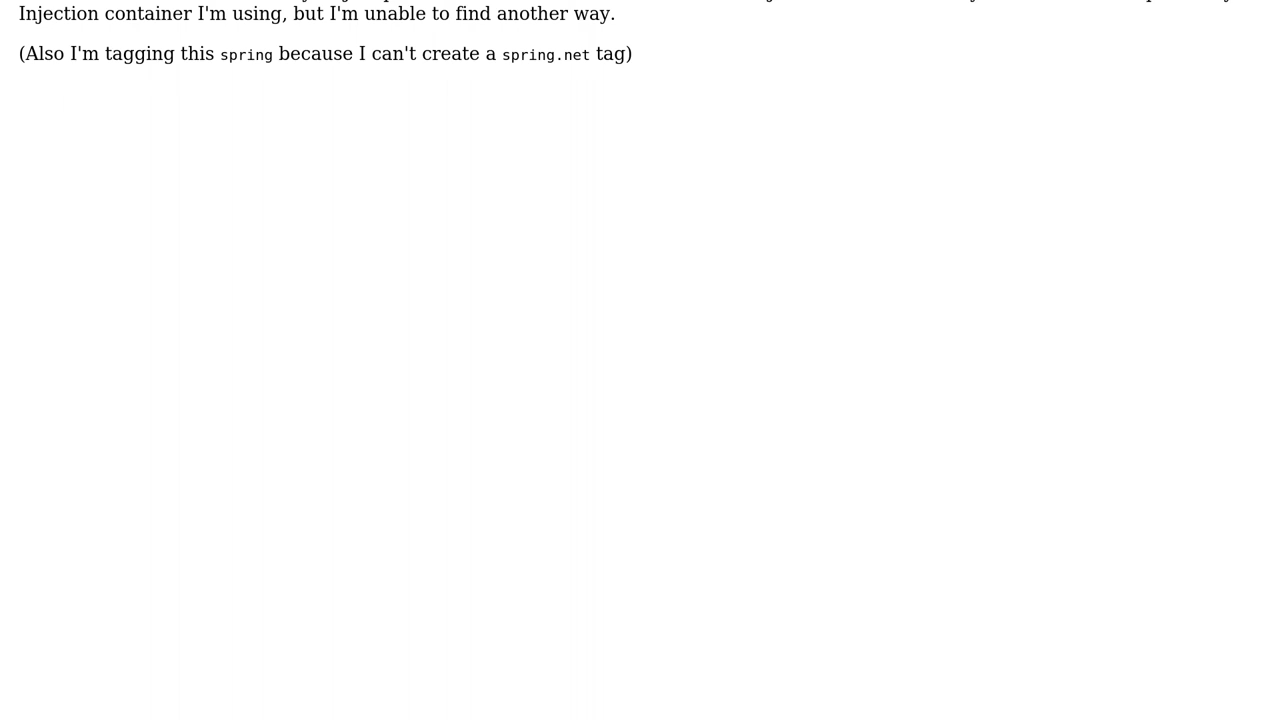 Injection container I'm using, but I'm unable to find another way.
(Also I'm tagging this spring because I can't create a spring.net tag)